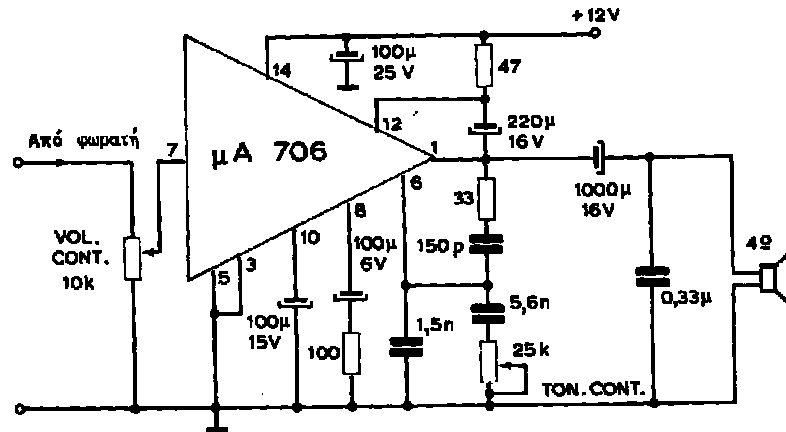 +12V
100μ
25V
47
14
12
220μ
16V
Από φωρατή
7
μA 706
1
1000μ
16V
6
33
8
VOL.
CONT.
10k
10
100μ
6V
150p
4Ω
5
3
0,33μ
100μ
15V
1,5n
5,6n
100
25k
TON. CONT.